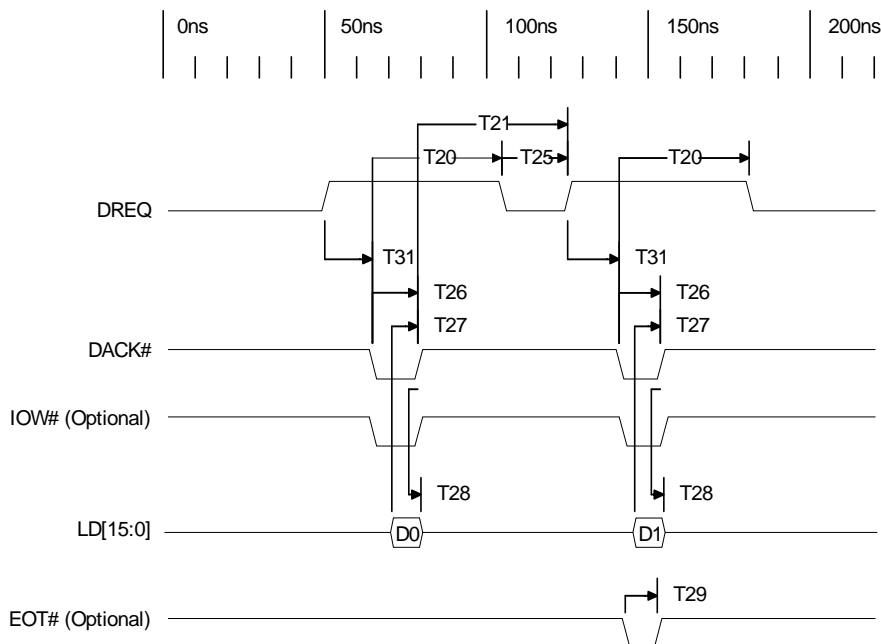 0ns 50ns 100ns 150ns 200ns
T21
T20 T25 T20
DREQ
T31 T31
T26 T26
T27 T27
DACK#
IOW# (Optional)
T28 T28
LD[15:0] D0 D1
T29
EOT# (Optional)